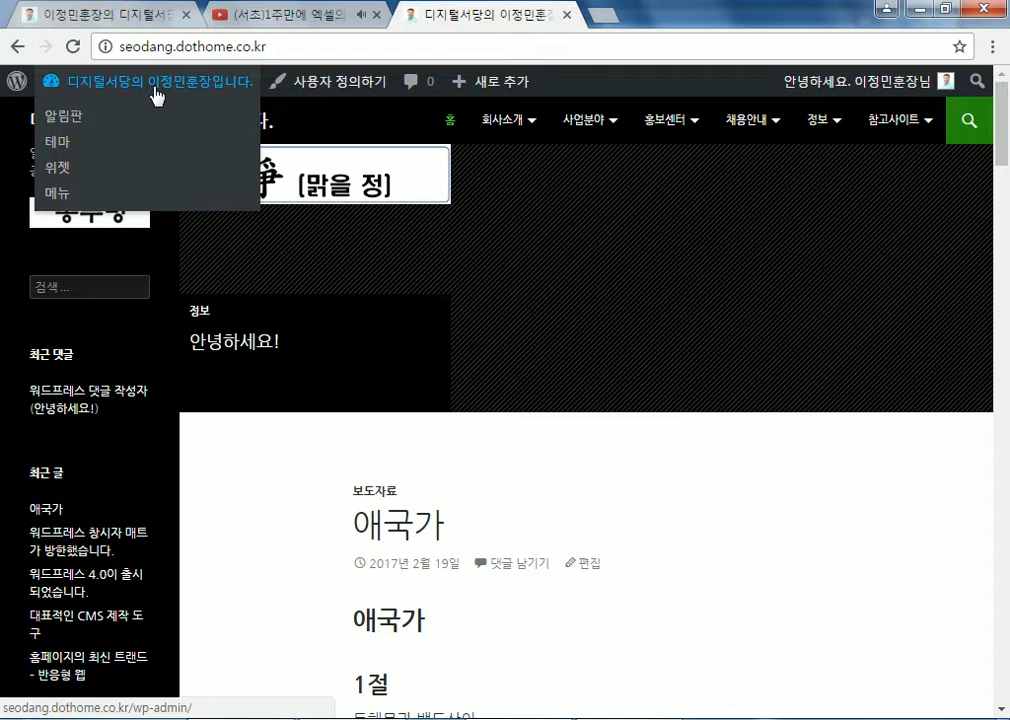 이정민훈장의 디지털서당
(서초)1주만에 엑셀의
디지털서당의 이정민훈장
seodang.dothome.co.kr
디지털서당의 이정민훈장입니다.
사용자 정의하기
0
새로 추가
안녕하세요. 이정민훈장님
알림판
테마
위젯
메뉴
다.
홈
회사소개
사업분야
홍보센터
채용안내
정보
참고사이트
(맑을 정)
검색 ...
정보
안녕하세요!
최근 댓글
워드프레스 댓글 작성자
(안녕하세요!)
최근 글
애국가
워드프레스 창시자 매트
가 방한했습니다.
워드프레스 4.0이 출시
되었습니다.
대표적인 CMS 제작 도
구
홈페이지의 최신 트랜드
- 반응형 웹
보도자료
애국가
2017년 2월 19일
댓글 남기기
편집
애국가
1절
동해물과 백두산이
seodang.dothome.co.kr/wp-admin/